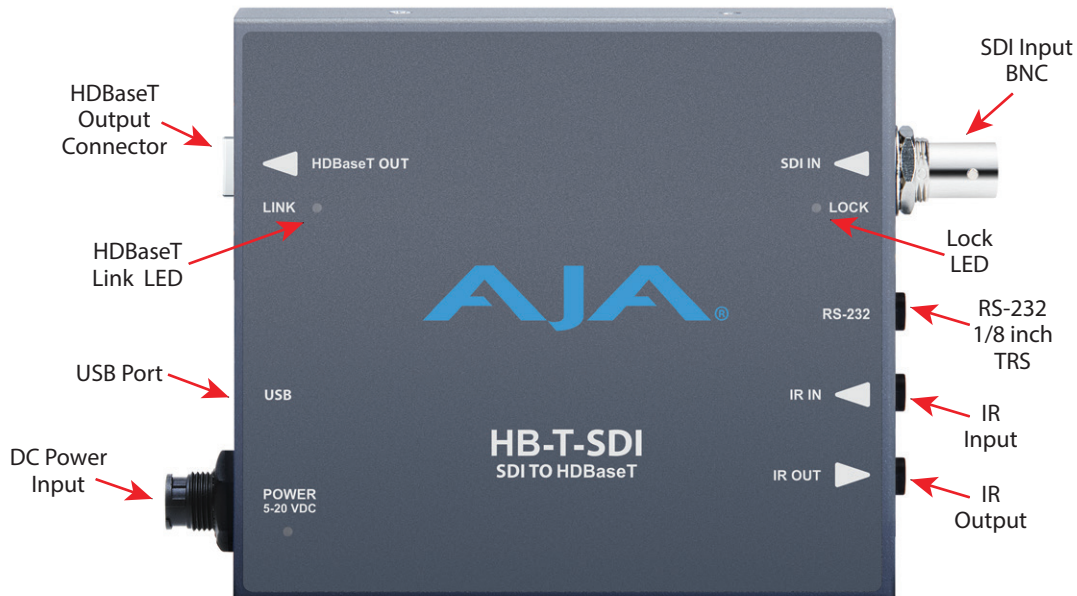 SDI Input
BNC
HDBaseT
Output
Connector
HDBaseT OUT
SDI IN
LINK
LOCK
HDBaseT
Link LED
Lock
LED
AJA®
RS-232
RS-232
1/8 inch
TRS
USB Port
USB
IR IN
IR
Input
HB-T-SDI
SDI TO HDBaseT
DC Power
Input
IR OUT
IR
Output
POWER
5-20 VDC